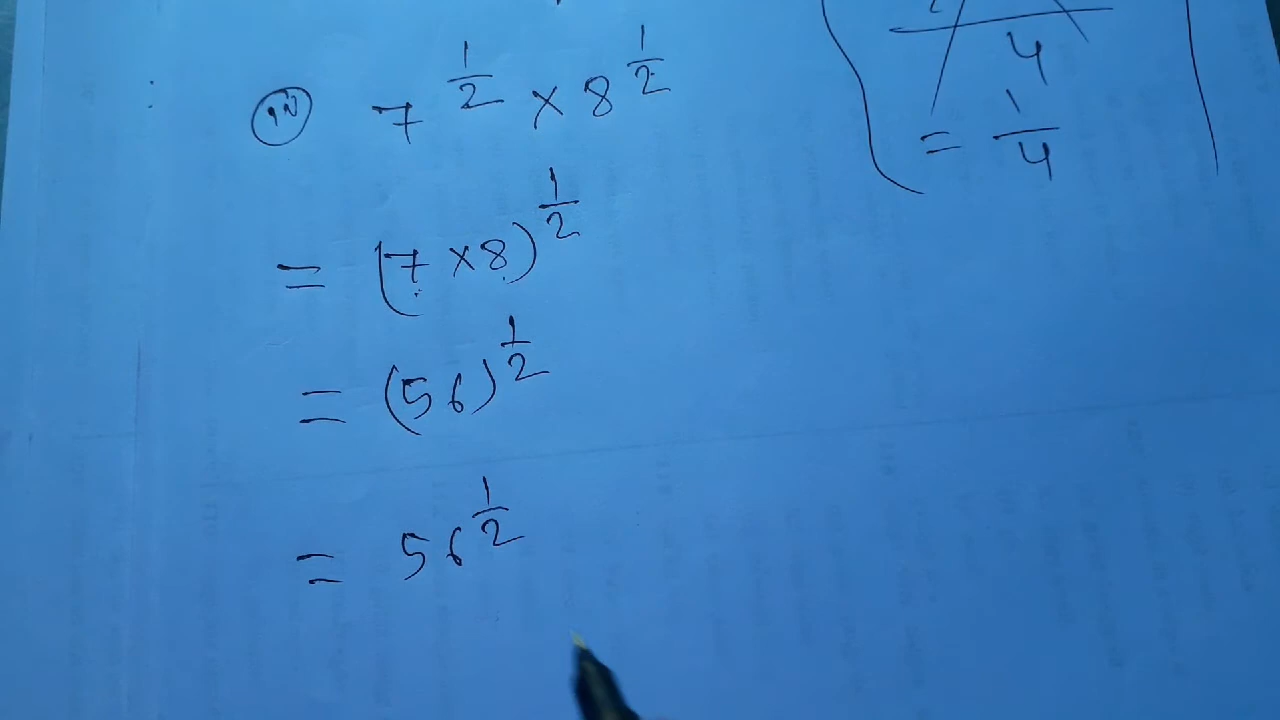 (iv) 7^{1/2} × 8^{1/2}
= (7 × 8)^{1/2}
= (56)^{1/2}
= 56^{1/2}
4
= 1/4